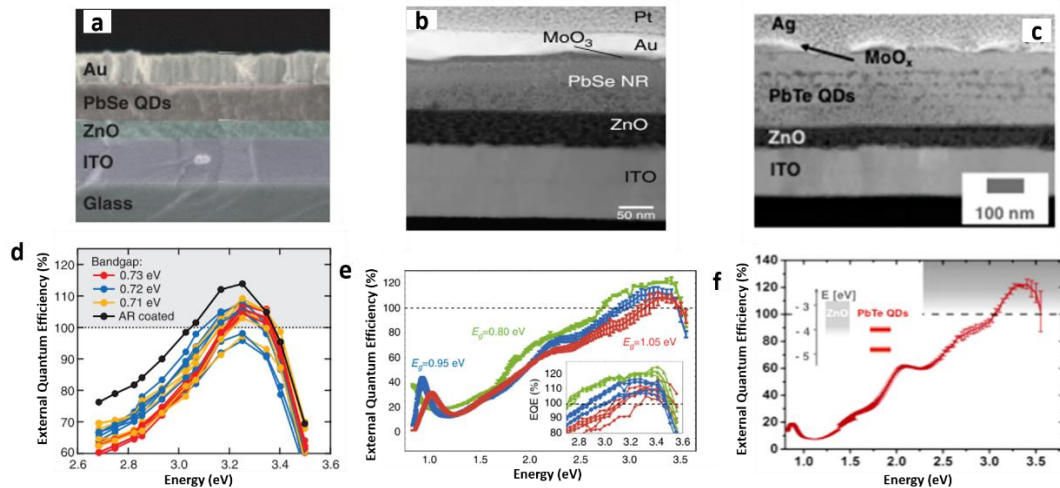 a
Au
PbSe QDs
ZnO
ITO
Glass
b
Pt
MoO₃
Au
PbSe NR
ZnO
ITO
50 nm
c
Ag
MoOₓ
PbTe QDs
ZnO
ITO
100 nm
d
External Quantum Efficiency (%)
120
110
100
90
80
70
60
Bandgap:
0.73 eV
0.72 eV
0.71 eV
AR coated
2.6 2.8 3.0 3.2 3.4 3.6
Energy (eV)
e
External Quantum Efficiency (%)
120
100
80
60
40
20
0
E_g=0.80 eV
E_g=0.95 eV
E_g=1.05 eV
EQE (%)
120
110
100
90
80
2.8 3.0 3.2 3.4 3.6
1.0 1.5 2.0 2.5 3.0 3.5
Energy (eV)
f
External Quantum Efficiency (%)
140
120
100
80
60
40
20
0
E [eV]
-3
-4
-5
ZnO
PbTe QDs
1.0 1.5 2.0 2.5 3.0 3.5
Energy (eV)